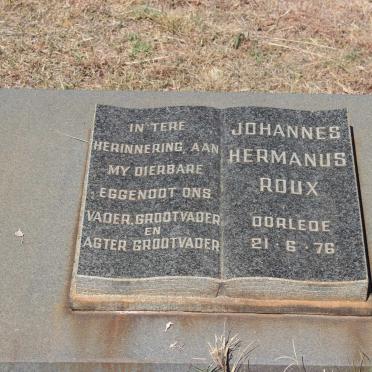 IN TERE
HERINNERING AAN
MY DIERBARE
EGGENOOT ONS
VADER, GROOTVADER
EN
AGTER GROOTVADER
JOHANNES
HERMANUS
ROUX
OORLEDE
21 · 6 · 76